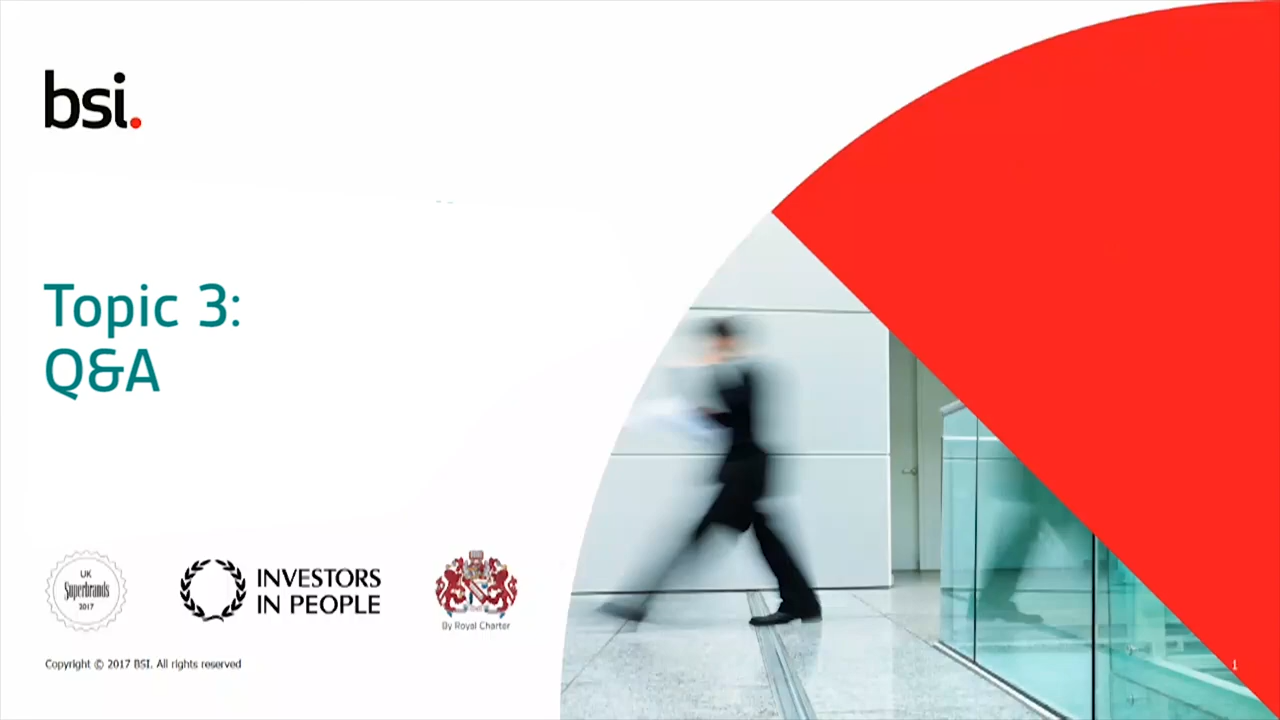 bsi.
Topic 3:
Q&A
UK
Superbrands
2017
INVESTORS
IN PEOPLE
By Royal Charter
Copyright © 2017 BSI. All rights reserved
1